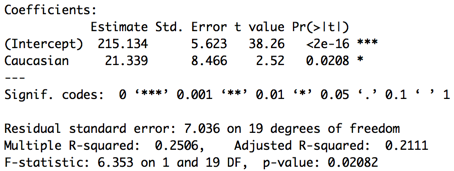 Coefficients:
Estimate Std. Error t value Pr(>|t|)
(Intercept) 215.134 5.623 38.26 <2e-16 ***
Caucasian 21.339 8.466 2.52 0.0208 *
---
Signif. codes: 0 ‘***’ 0.001 ‘**’ 0.01 ‘*’ 0.05 ‘.’ 0.1 ‘ ’ 1
Residual standard error: 7.036 on 19 degrees of freedom
Multiple R-squared: 0.2506, Adjusted R-squared: 0.2111
F-statistic: 6.353 on 1 and 19 DF, p-value: 0.02082